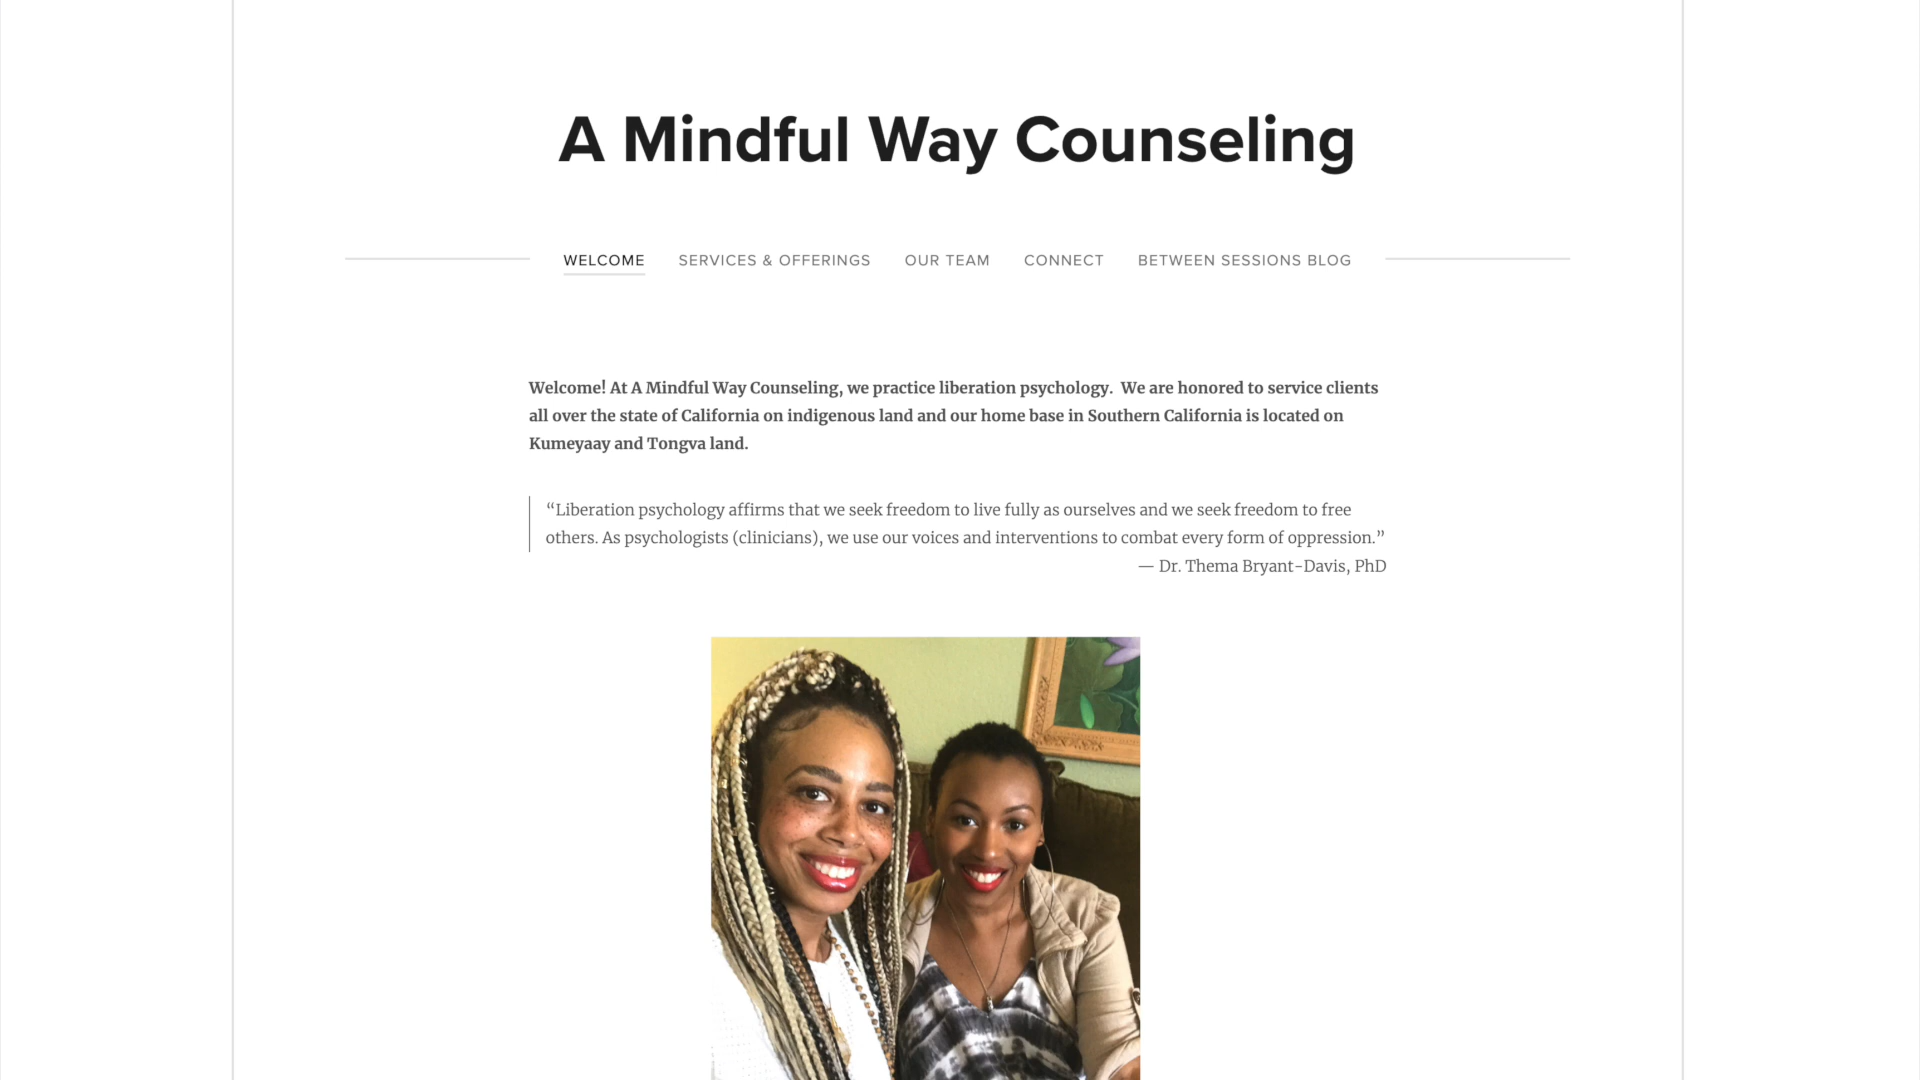 A Mindful Way Counseling
WELCOME SERVICES & OFFERINGS OUR TEAM CONNECT BETWEEN SESSIONS BLOG
Welcome! At A Mindful Way Counseling, we practice liberation psychology.  We are honored to service clients
all over the state of California on indigenous land and our home base in Southern California is located on
Kumeyaay and Tongva land.
“Liberation psychology affirms that we seek freedom to live fully as ourselves and we seek freedom to free
others. As psychologists (clinicians), we use our voices and interventions to combat every form of oppression.”
— Dr. Thema Bryant-Davis, PhD